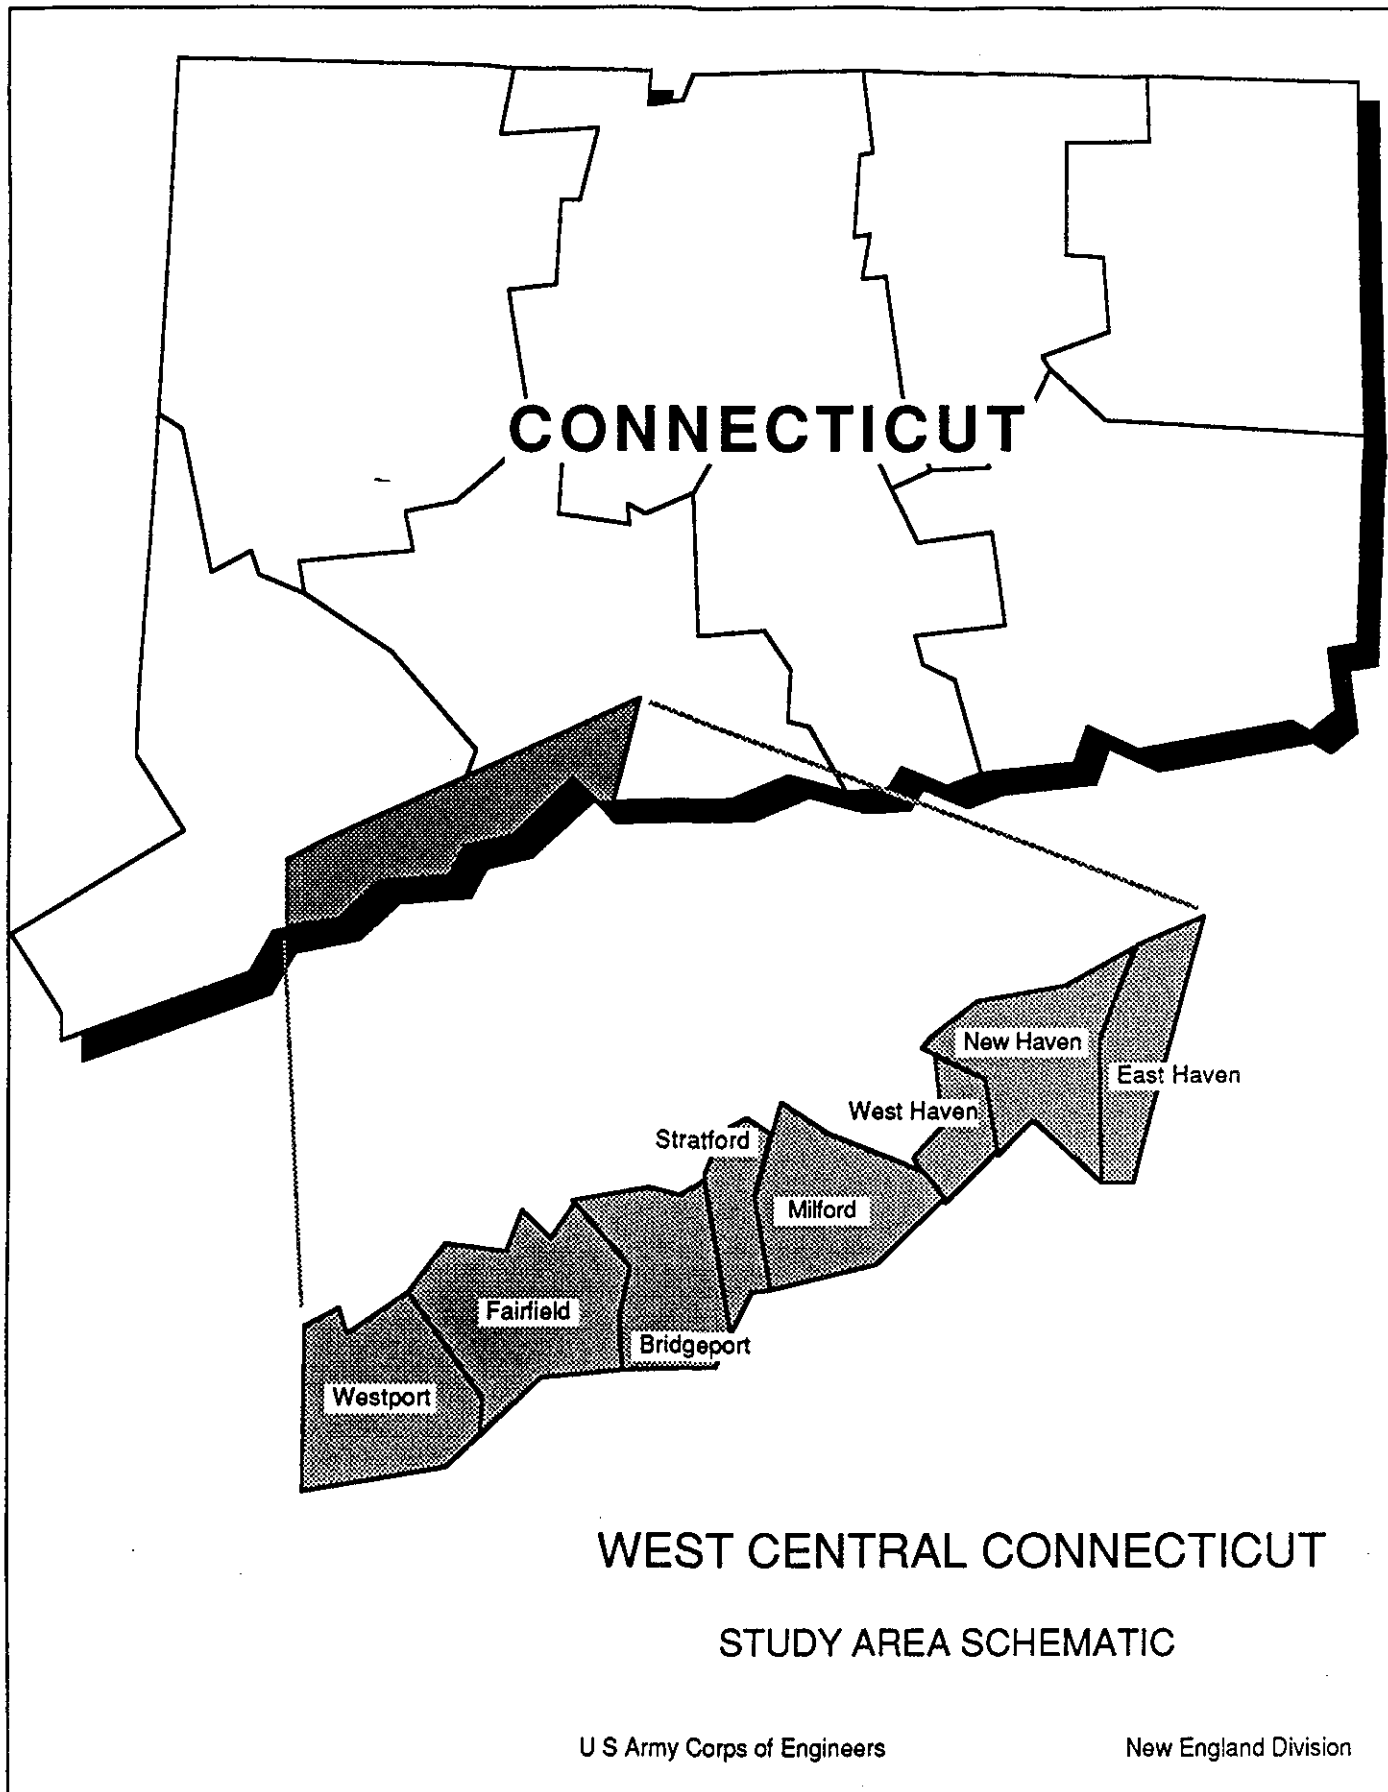 CONNECTICUT
New Haven
East Haven
West Haven
Stratford
Milford
Fairfield
Bridgeport
Westport
WEST CENTRAL CONNECTICUT
STUDY AREA SCHEMATIC
U S Army Corps of Engineers
New England Division